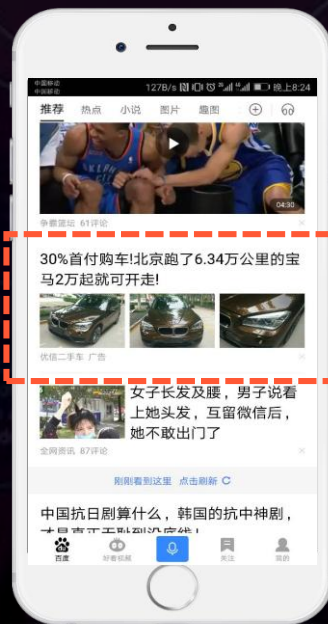 中国移动
中国移动
127B/s 晚上8:24
推荐 热点 小说 图片 趣图
04:30
争霸篮坛 61评论
30%首付购车!北京跑了6.34万公里的宝
马2万起就可开走!
优信二手车 广告
女子长发及腰，男子说看
上她头发，互留微信后，
她不敢出门了
全网资讯 87评论
刚刚看到这里 点击刷新
中国抗日剧算什么，韩国的抗中神剧，
百度 好看视频 关注 我的